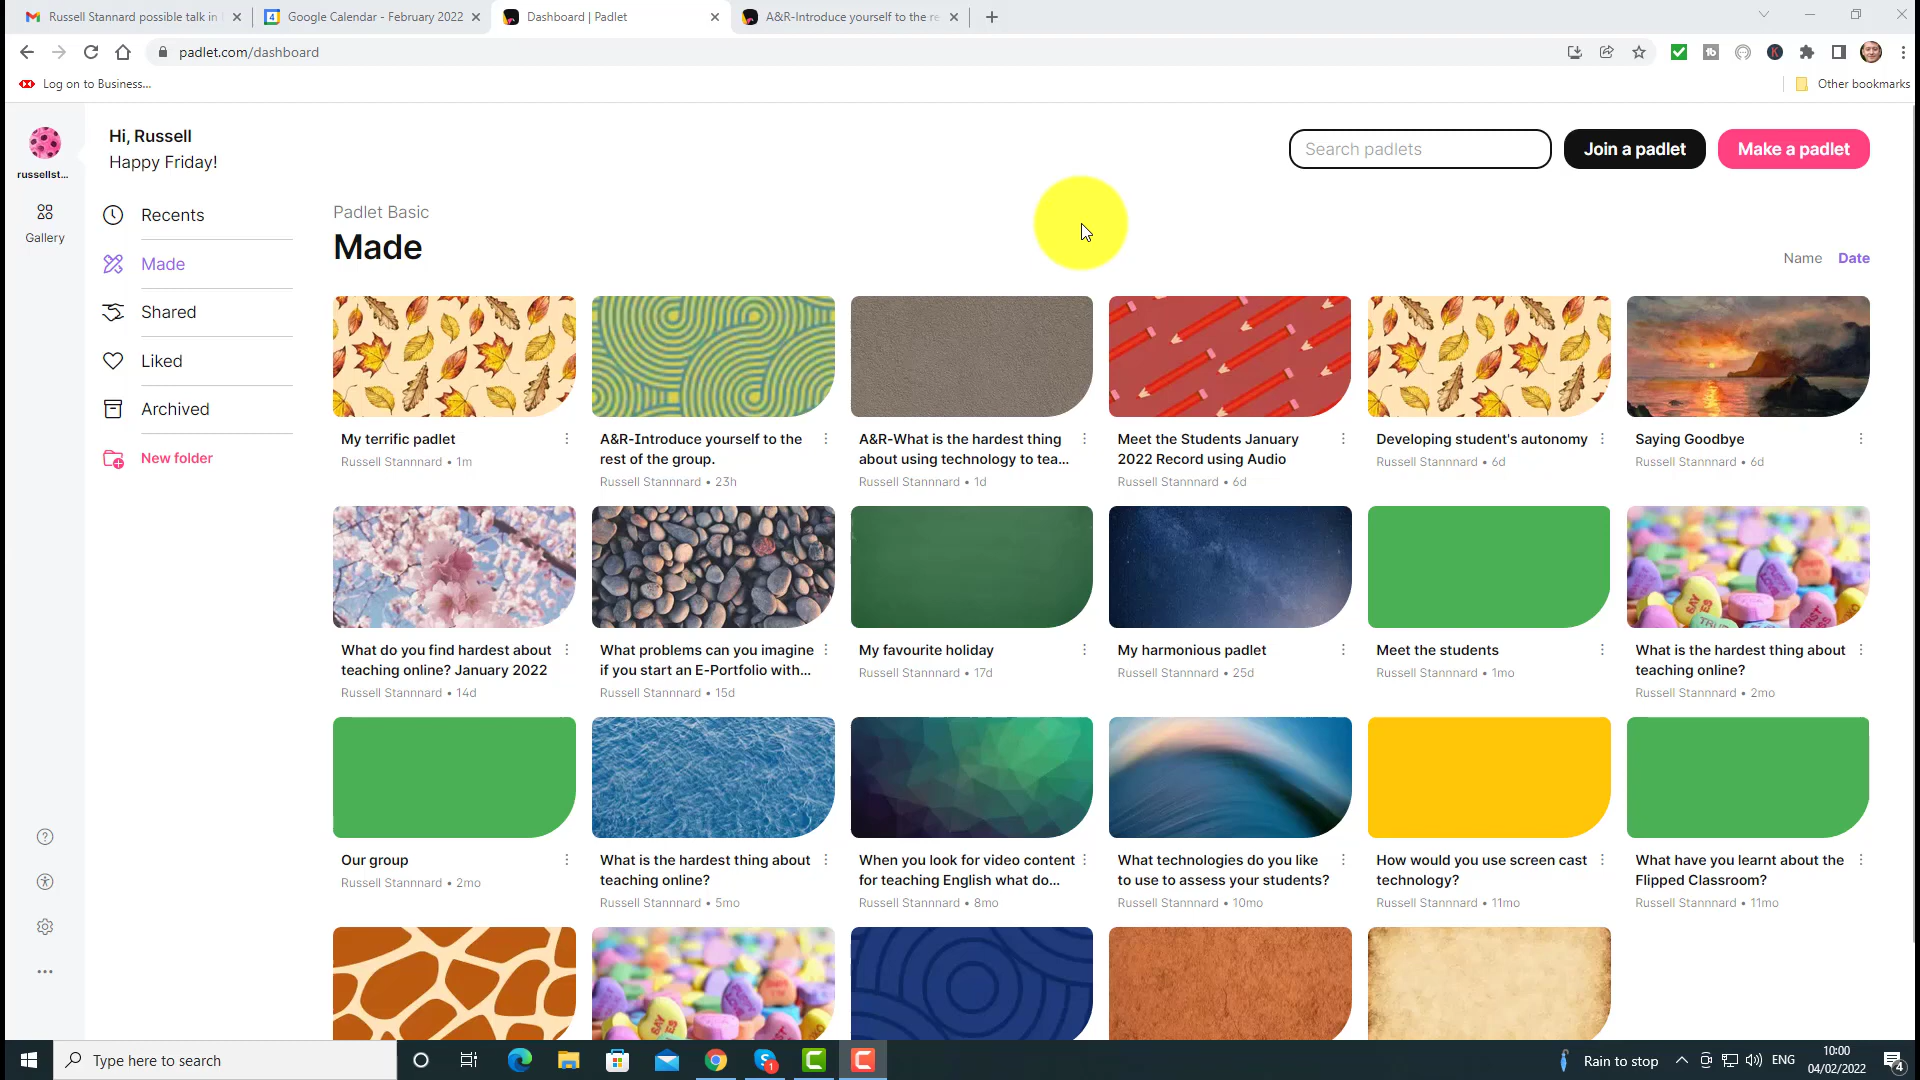 Russell Stannard possible talk in
Google Calendar - February 2022
Dashboard | Padlet
A&R-Introduce yourself to the re
padlet.com/dashboard
Log on to Business...
Other bookmarks
russellst...
Gallery
Hi, Russell
Happy Friday!
Search padlets
Join a padlet
Make a padlet
Recents
Made
Shared
Liked
Archived
New folder
Padlet Basic
Made
Name
Date
My terrific padlet
Russell Stannnard • 1m
A&R-Introduce yourself to the
rest of the group.
Russell Stannnard • 23h
A&R-What is the hardest thing
about using technology to tea...
Russell Stannnard • 1d
Meet the Students January
2022 Record using Audio
Russell Stannnard • 6d
Developing student's autonomy
Russell Stannnard • 6d
Saying Goodbye
Russell Stannnard • 6d
What do you find hardest about
teaching online? January 2022
Russell Stannnard • 14d
What problems can you imagine
if you start an E-Portfolio with...
Russell Stannnard • 15d
My favourite holiday
Russell Stannnard • 17d
My harmonious padlet
Russell Stannnard • 25d
Meet the students
Russell Stannnard • 1mo
What is the hardest thing about
teaching online?
Russell Stannnard • 2mo
Our group
Russell Stannnard • 2mo
What is the hardest thing about
teaching online?
Russell Stannnard • 5mo
When you look for video content
for teaching English what do...
Russell Stannnard • 8mo
What technologies do you like
to use to assess your students?
Russell Stannnard • 10mo
How would you use screen cast
technology?
Russell Stannnard • 11mo
What have you learnt about the
Flipped Classroom?
Russell Stannnard • 11mo
Type here to search
Rain to stop
ENG
10:00
04/02/2022
4